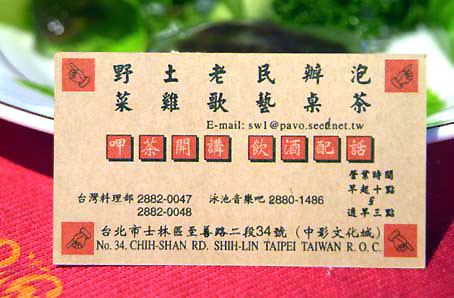 野土老民辦泡
菜雞歌藝桌茶
E-mail: sw1@pavo.seednet.tw
呷茶開講 飲酒配話
營業時間
早起十點
台灣料理部 2882-0047 泳池音樂吧 2880-1486
2882-0048
透早三點
台北市士林區至善路二段34號（中影文化城）
No. 34. CHIH-SHAN RD. SHIH-LIN TAIPEI TAIWAN R. O. C.